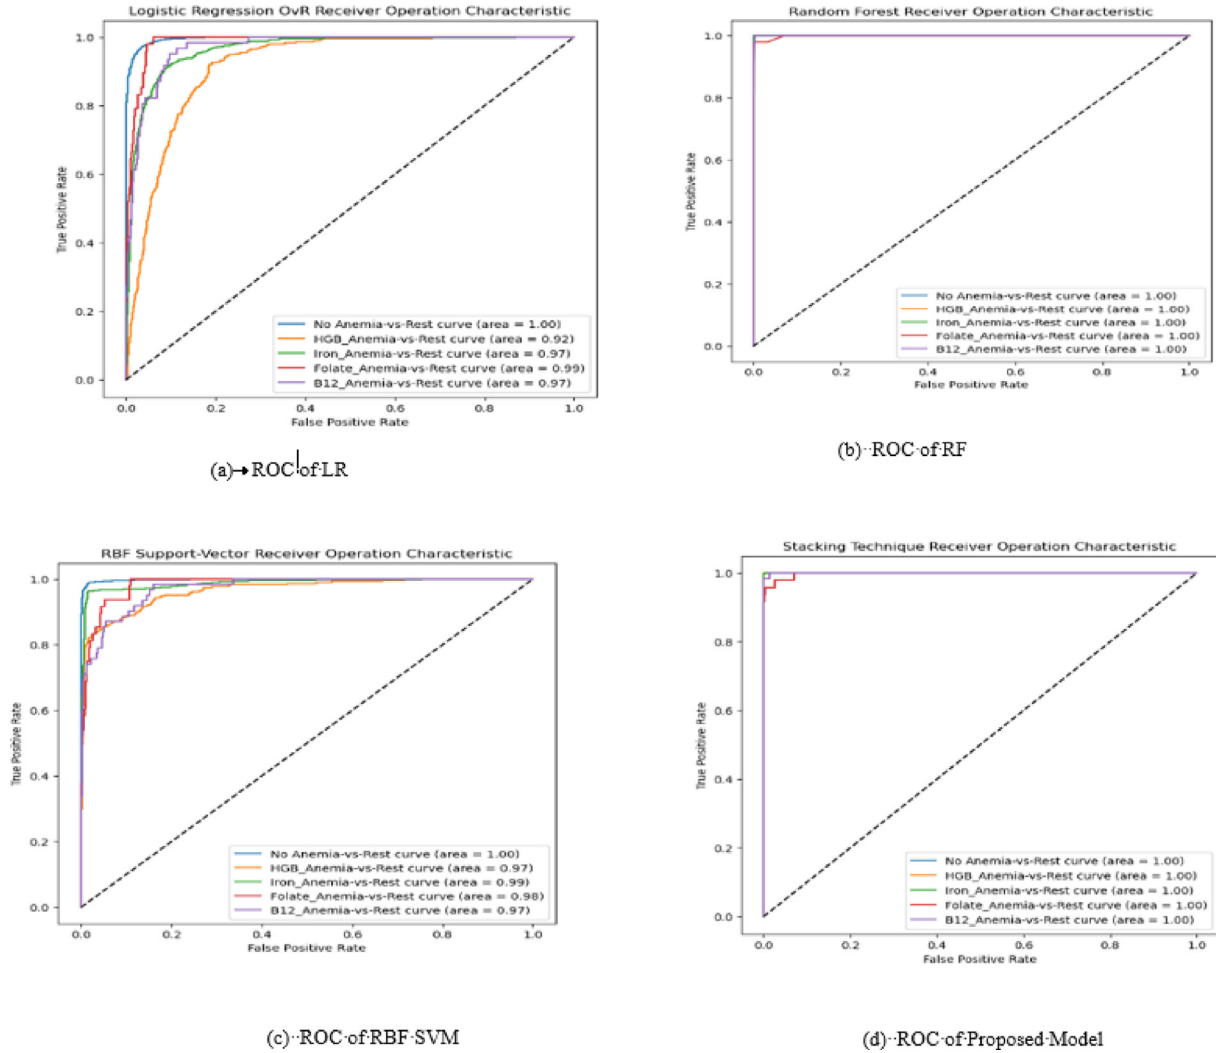 Logistic Regression OvR Receiver Operation Characteristic
True Positive Rate
1.0
0.8
0.6
0.4
0.2
0.0
No Anemia-vs-Rest curve (area = 1.00)
HGB_Anemia-vs-Rest curve (area = 0.92)
Iron_Anemia-vs-Rest curve (area = 0.97)
Folate_Anemia-vs-Rest curve (area = 0.99)
B12_Anemia-vs-Rest curve (area = 0.97)
0.0 0.2 0.4 0.6 0.8 1.0
False Positive Rate
(a)→ROC·of·LR
Random Forest Receiver Operation Characteristic
True Positive Rate
1.0
0.8
0.6
0.4
0.2
0.0
No Anemia-vs-Rest curve (area = 1.00)
HGB_Anemia-vs-Rest curve (area = 1.00)
Iron_Anemia-vs-Rest curve (area = 1.00)
Folate_Anemia-vs-Rest curve (area = 1.00)
B12_Anemia-vs-Rest curve (area = 1.00)
0.0 0.2 0.4 0.6 0.8 1.0
False Positive Rate
(b)··ROC·of·RF
RBF Support-Vector Receiver Operation Characteristic
True Positive Rate
1.0
0.8
0.6
0.4
0.2
0.0
No Anemia-vs-Rest curve (area = 1.00)
HGB_Anemia-vs-Rest curve (area = 0.97)
Iron_Anemia-vs-Rest curve (area = 0.99)
Folate_Anemia-vs-Rest curve (area = 0.98)
B12_Anemia-vs-Rest curve (area = 0.97)
0.0 0.2 0.4 0.6 0.8 1.0
False Positive Rate
(c)··ROC·of·RBF·SVM
Stacking Technique Receiver Operation Characteristic
True Positive Rate
1.0
0.8
0.6
0.4
0.2
0.0
No Anemia-vs-Rest curve (area = 1.00)
HGB_Anemia-vs-Rest curve (area = 1.00)
Iron_Anemia-vs-Rest curve (area = 1.00)
Folate_Anemia-vs-Rest curve (area = 1.00)
B12_Anemia-vs-Rest curve (area = 1.00)
0.0 0.2 0.4 0.6 0.8 1.0
False Positive Rate
(d)··ROC·of·Proposed·Model